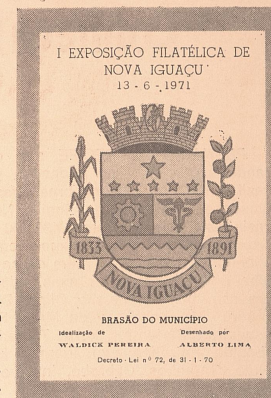 I EXPOSIÇÃO FILATÉLICA DE
NOVA IGUAÇU
13 - 6 - 1971
1833
1891
NOVA IGUAÇU
BRASÃO DO MUNICÍPIO
Idealização de
Desenhado por
WALDICK PEREIRA
ALBERTO LIMA
Decreto - Lei nº 72, de 31 - 1 - 70